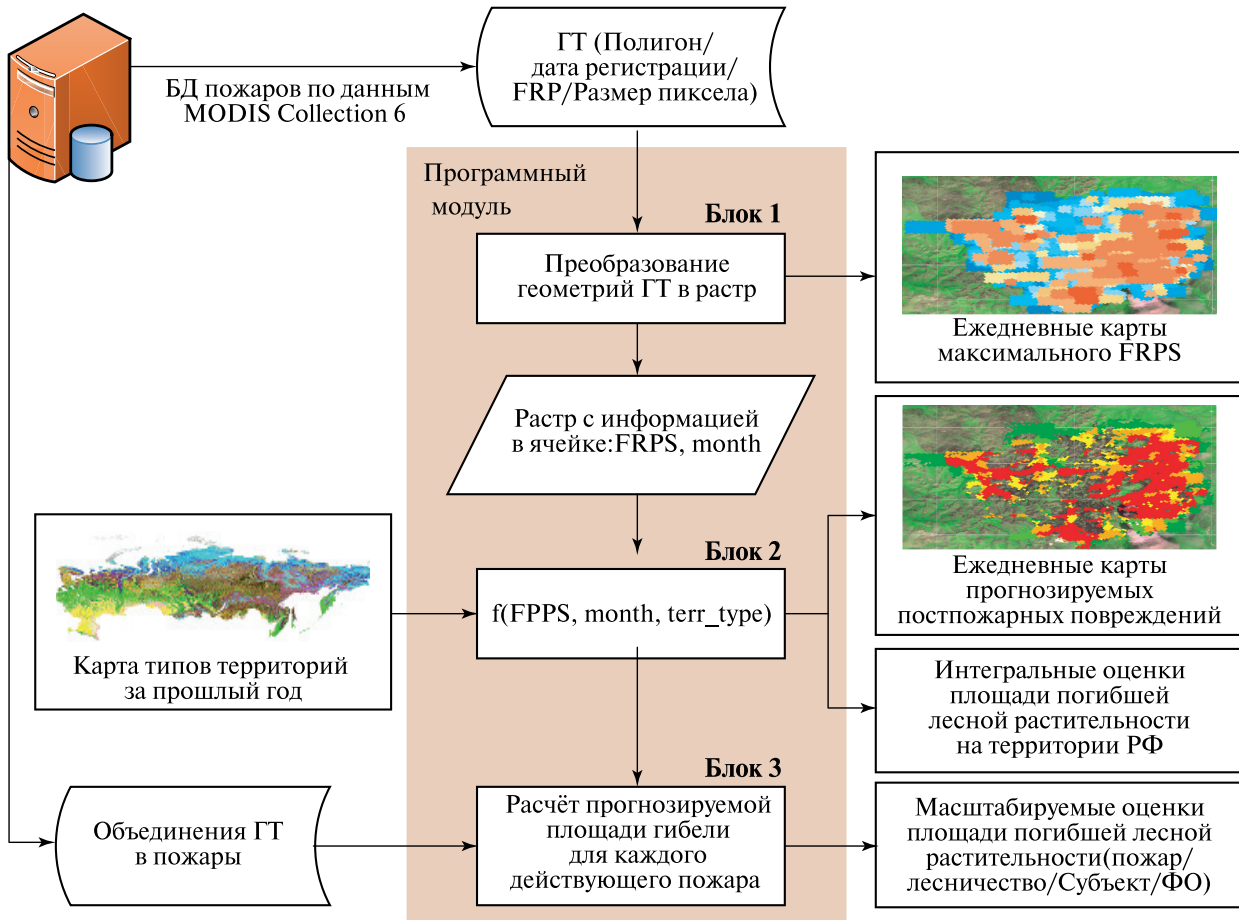 ГТ (Полигон/
дата регистрации/
FRP/Размер пиксела)
БД пожаров по данным
MODIS Collection 6
Программный
модуль
Блок 1
Преобразование
геометрий ГТ в растр
Ежедневные карты
максимального FRPS
Растр с информацией
в ячейке:FRPS, month
Блок 2
f(FPPS, month, terr_type)
Карта типов территорий
за прошлый год
Ежедневные карты
прогнозируемых
постпожарных повреждений
Интегральные оценки
площади погибшей
лесной растительности
на территории РФ
Блок 3
Расчёт прогнозируемой
площади гибели
для каждого
действующего пожара
Объединения ГТ
в пожары
Масштабируемые оценки
площади погибшей лесной
растительности(пожар/
лесничество/Субъект/ФО)